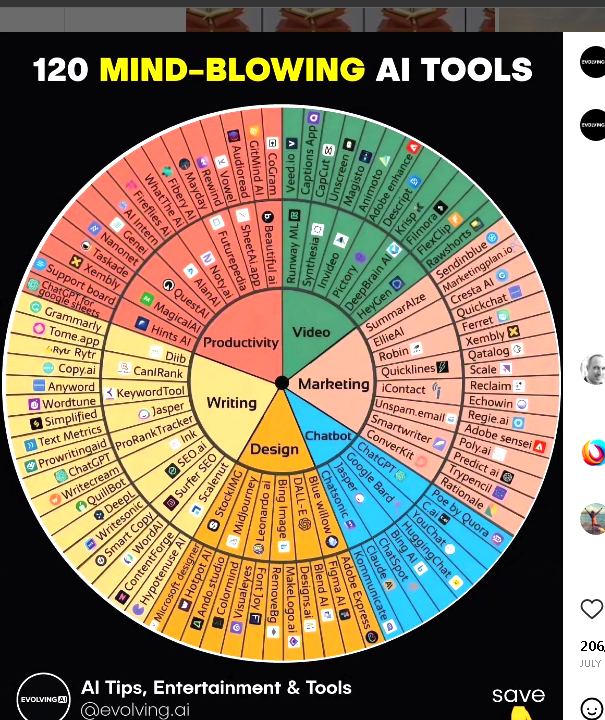 120 MIND-BLOWING AI TOOLS
Productivity
Video
Marketing
Chatbot
Design
Writing
Hints AI
MagicalAI
QuestAI
AlanAI
Notyai
Futurepedia
SheetAi.app
Beautiful ai
ChatGPT for
google sheets
Support board
Xembly
Taskade
Nanonet
Genei
AI Intern
Fireflies AI
WhatThe AI
Fibery AI
Mayday
Rewind
Vowel
Audioread
GitMind AI
CoGram
Runway ML
Synthesia
Invideo
Pictory
DeepBrain AI
HeyGen
Veed.io
Captions App
CapCut
Unscreen
Magisto
Animoto
Adobe enhance
Descript
Krisp
Filmora
FlexClip
Rawshorts
SummarAIze
EllieAI
Robin
Quicklines
iContact
Unspam.email
Smartwriter
ConverKit
Sendinblue
Marketingplan.io
Cresta AI
Quickchat
Ferret
Xembly
Qatalog
Scale
Reclaim
Echowin
Regie.ai
Adobe sensei
Poly.ai
Predict ai
Typencil
Rationale
ChatGPT
Google Bard
Jasper
Chatsonic
Poe by Quora
Cai
YouChat
HuggingChat
Bing AI
ChatSpot
Claude
Kommunicate
Blue willow
DALL-E
Bing Image
Leonardo ai
Midjourney
StockIMG
Adobe Express
Figma AI
Blend AI
Designs.ai
MakeLogo.ai
RemoveBg
Font Joy
Visualeyes
Colormind
Ando studio
Hotpot AI
Microsoft designer
Scalenut
Surfer SEO
SEO.ai
Ink
ProRankTracker
Jasper
KeywordTool
CanIRank
Diib
Hypotenuse AI
ContentForge
WordAI
Smart Copy
Writesonic
DeepL
QuillBot
Writecream
ChatGPT
Prowritingaid
Text Metrics
Simplified
Wordtune
Anyword
Copy.ai
Rytr Rytr
Tome.app
Grammarly
EVOLVING AI
AI Tips, Entertainment & Tools
@evolving.ai
save
EVOLVING
EVOLVING
206,
JULY